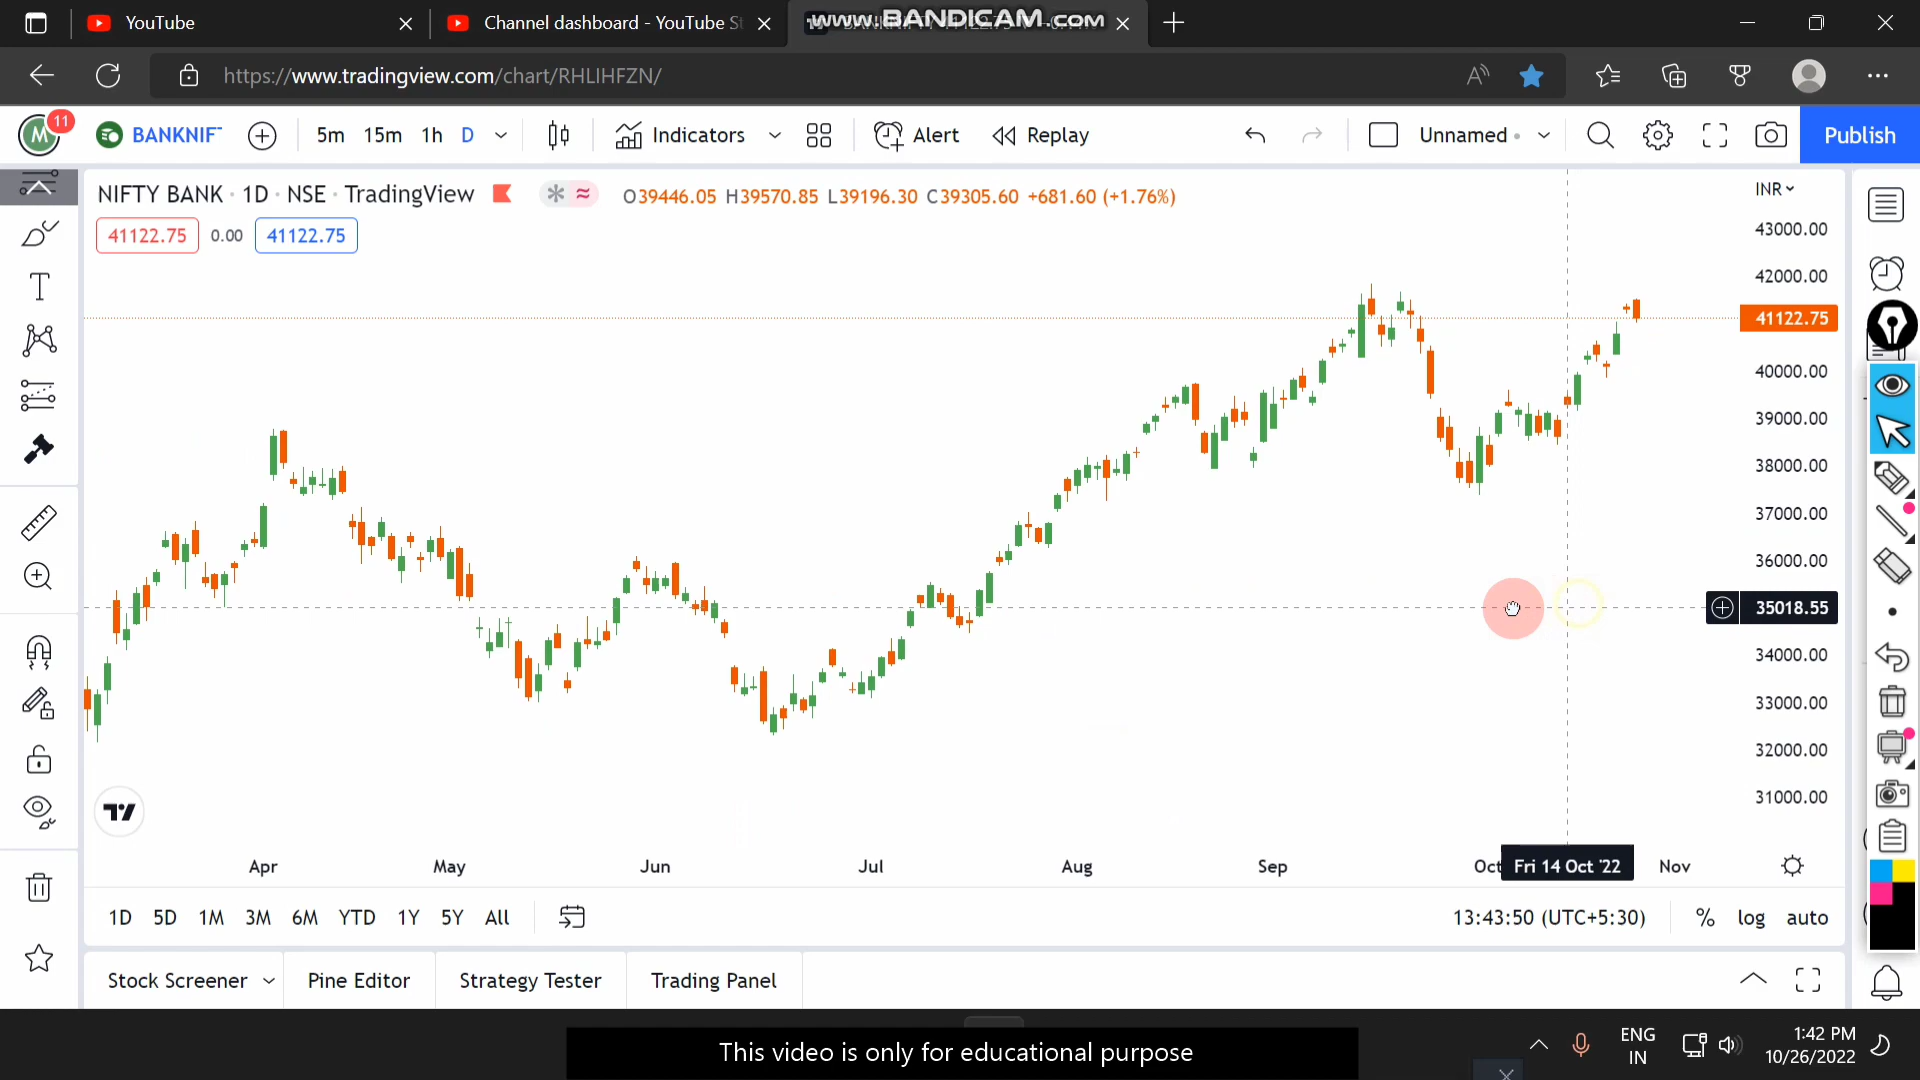 YouTube
Channel dashboard - YouTube St
www.BANDICAM.com
https://www.tradingview.com/chart/RHLIHFZN/
M
11
BANKNIF
5m 15m 1h D
Indicators
Alert
Replay
Unnamed
Publish
NIFTY BANK · 1D · NSE · TradingView
O39446.05 H39570.85 L39196.30 C39305.60 +681.60 (+1.76%)
INR
41122.75 0.00 41122.75
43000.00
42000.00
41122.75
40000.00
39000.00
38000.00
37000.00
36000.00
35018.55
34000.00
33000.00
32000.00
31000.00
Apr May Jun Jul Aug Sep Oct Fri 14 Oct '22 Nov
1D 5D 1M 3M 6M YTD 1Y 5Y All
13:43:50 (UTC+5:30) % log auto
Stock Screener Pine Editor Strategy Tester Trading Panel
This video is only for educational purpose
ENG
IN
1:42 PM
10/26/2022